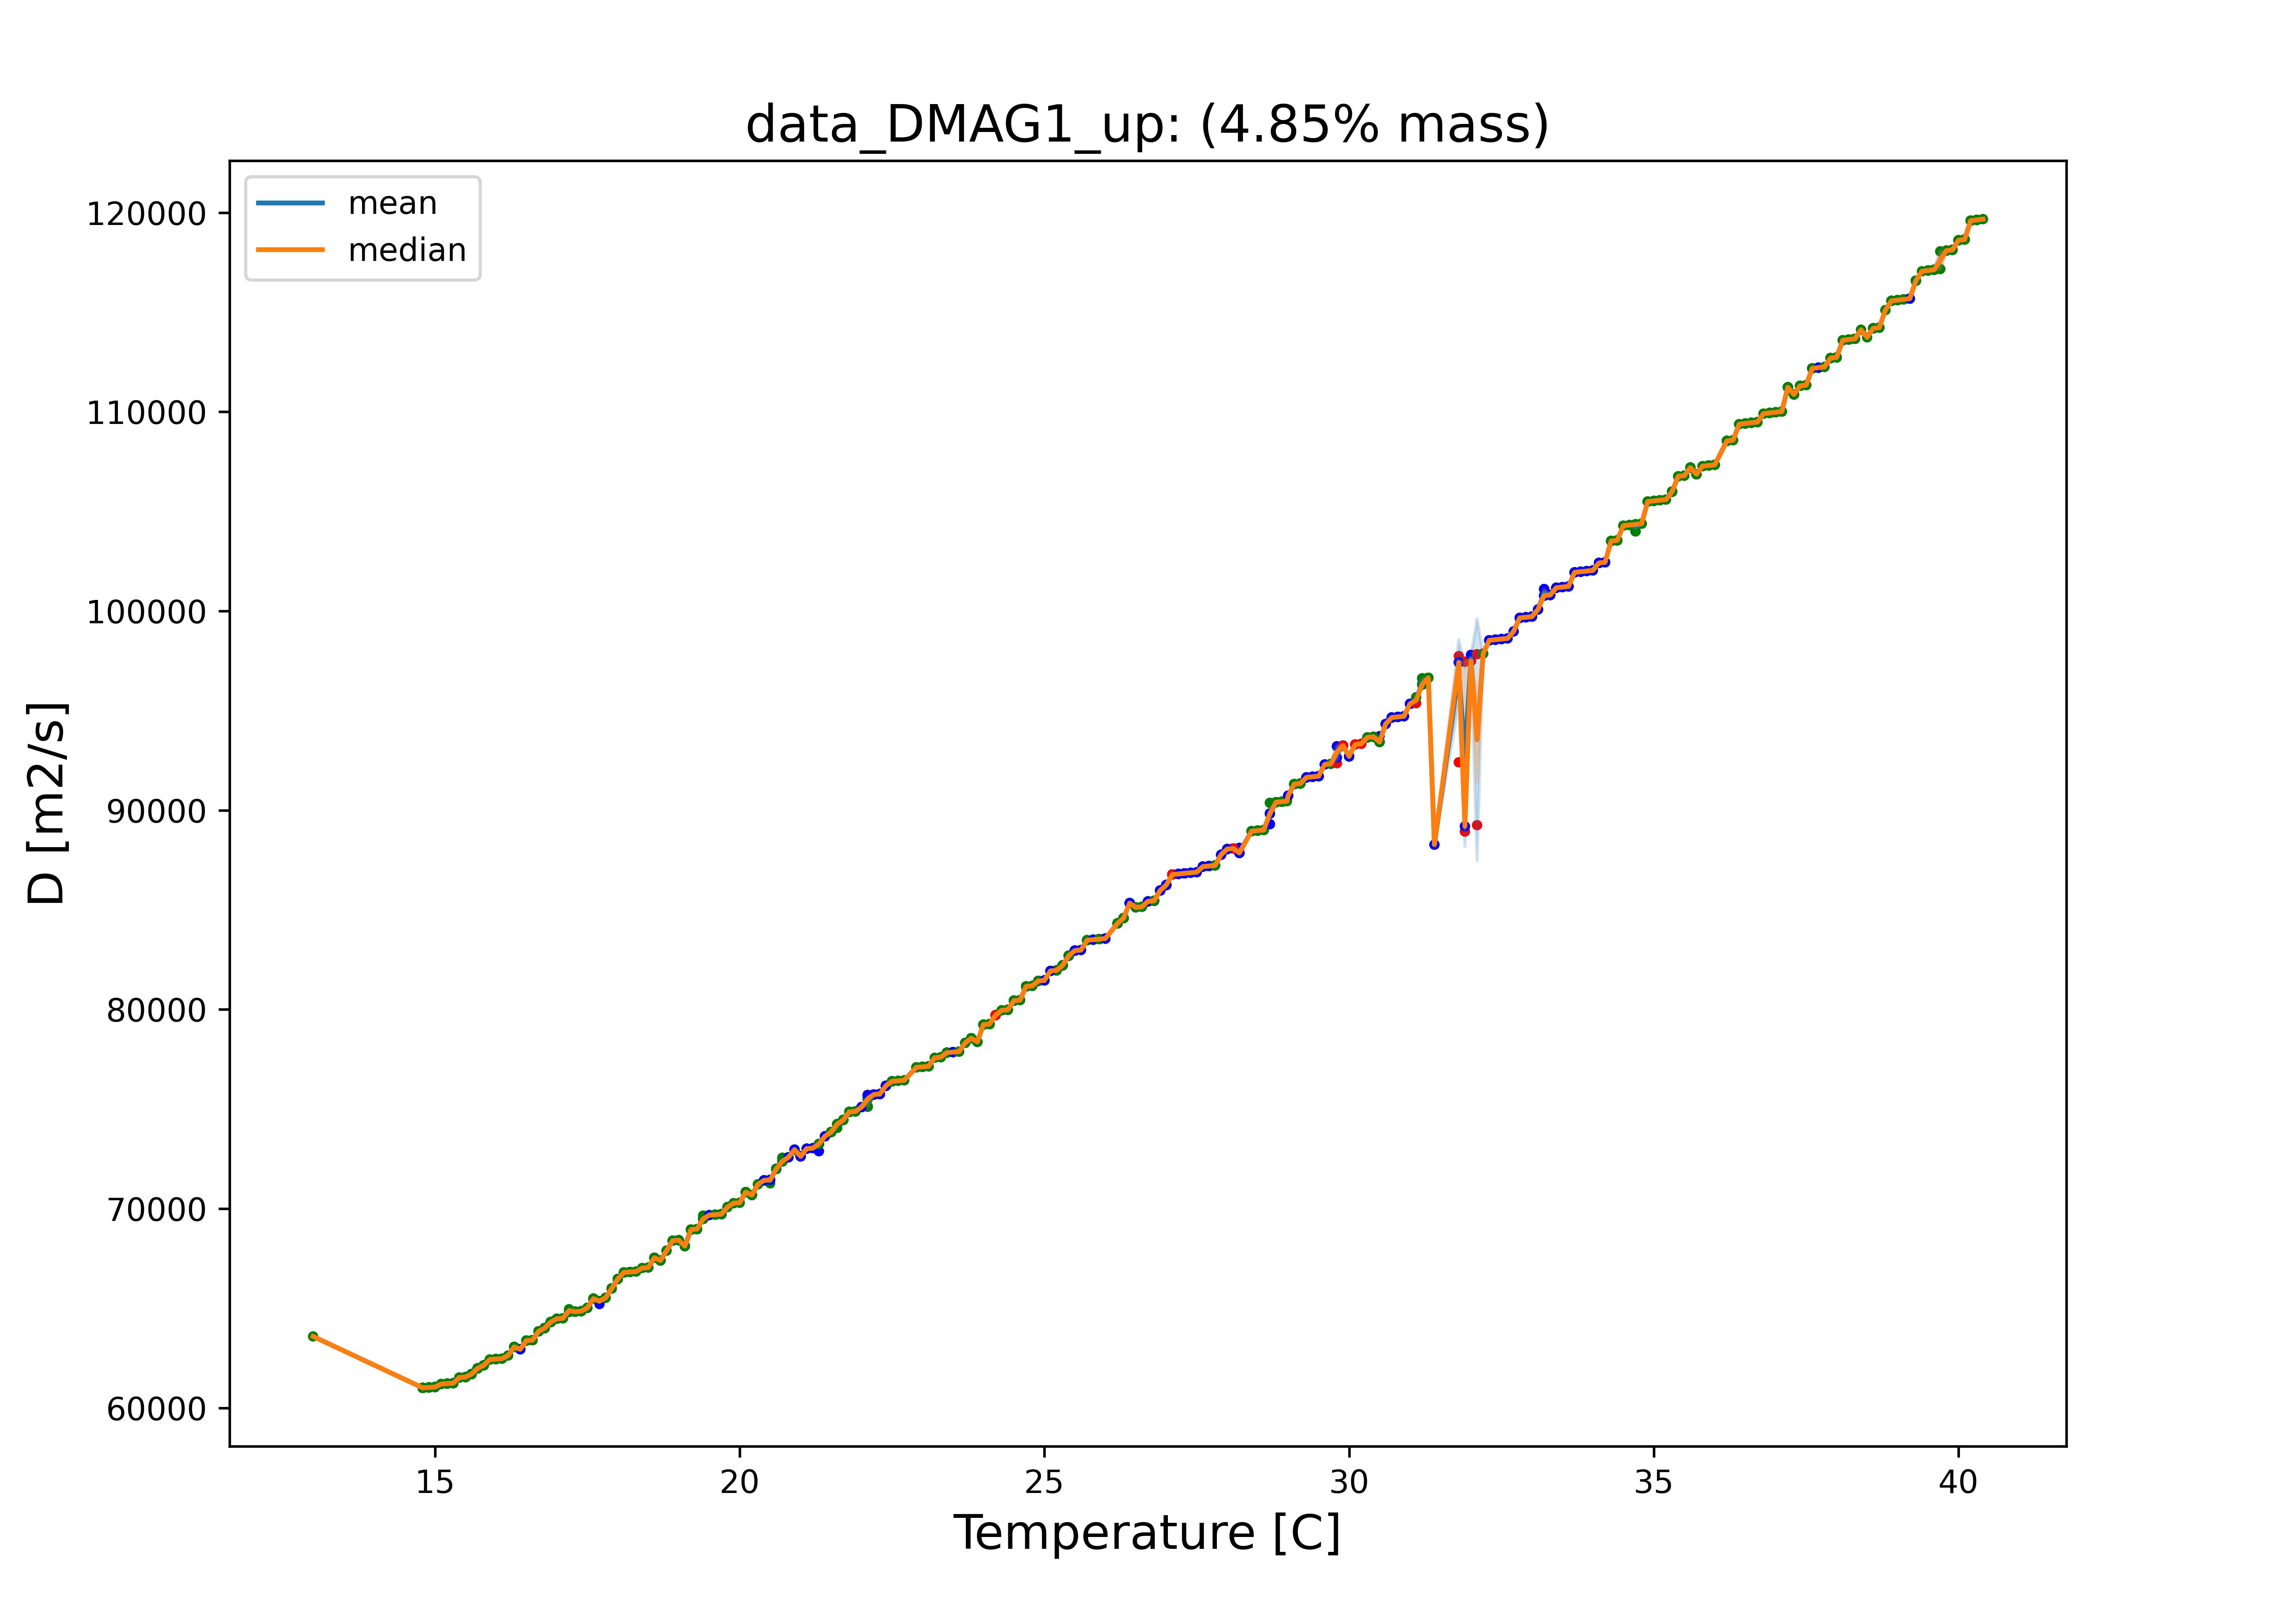 data_DMAG1_up: (4.85% mass)
mean
median
120000
110000
100000
90000
80000
70000
60000
D [m2/s]
15 20 25 30 35 40
Temperature [C]